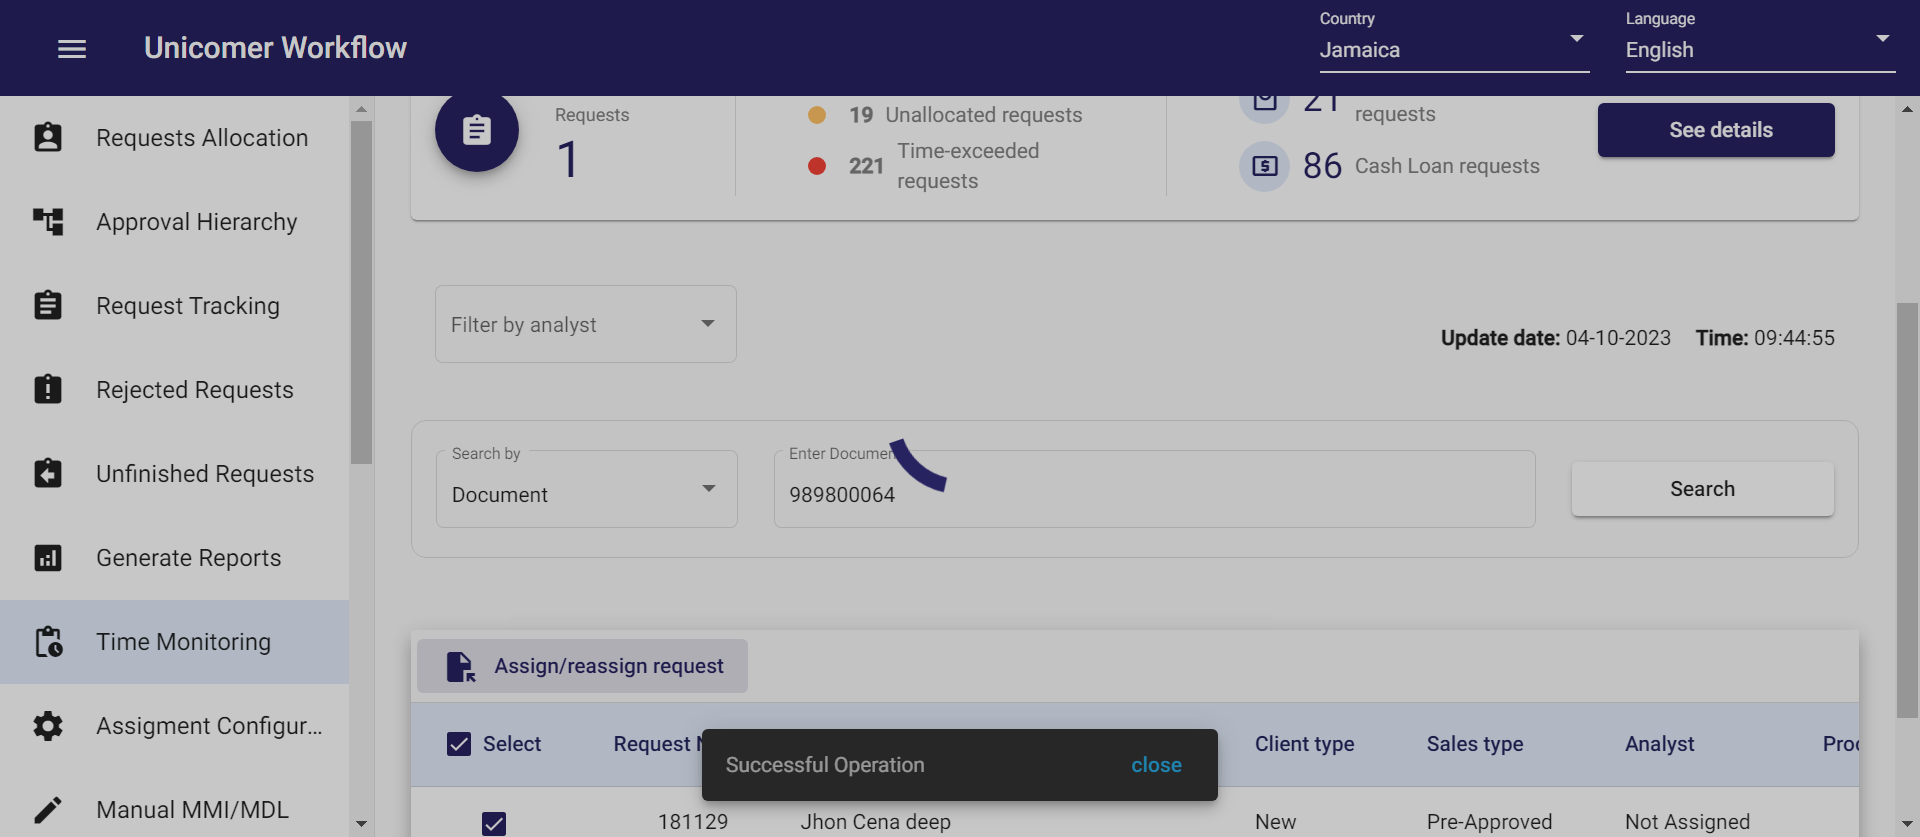 Unicomer Workflow
Country
Jamaica
Language
English
Requests Allocation
Approval Hierarchy
Request Tracking
Rejected Requests
Unfinished Requests
Generate Reports
Time Monitoring
Assigment Configur...
Manual MMI/MDL
Requests
1
19 Unallocated requests
221 Time-exceeded
requests
21
requests
86 Cash Loan requests
See details
Filter by analyst
Update date: 04-10-2023 Time: 09:44:55
Search by
Document
Enter Documen
989800064
Search
Assign/reassign request
Select Request Client type Sales type Analyst
Successful Operation close
181129 Jhon Cena deep New Pre-Approved Not Assigned